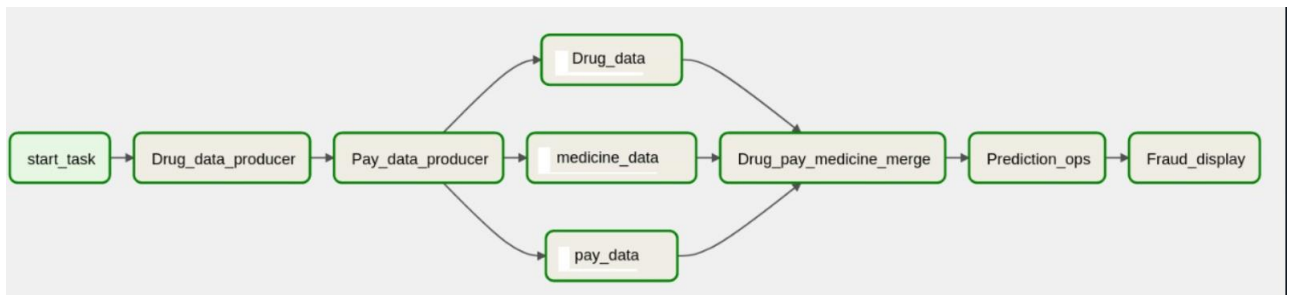 start_task
Drug_data_producer
Pay_data_producer
Drug_data
medicine_data
pay_data
Drug_pay_medicine_merge
Prediction_ops
Fraud_display